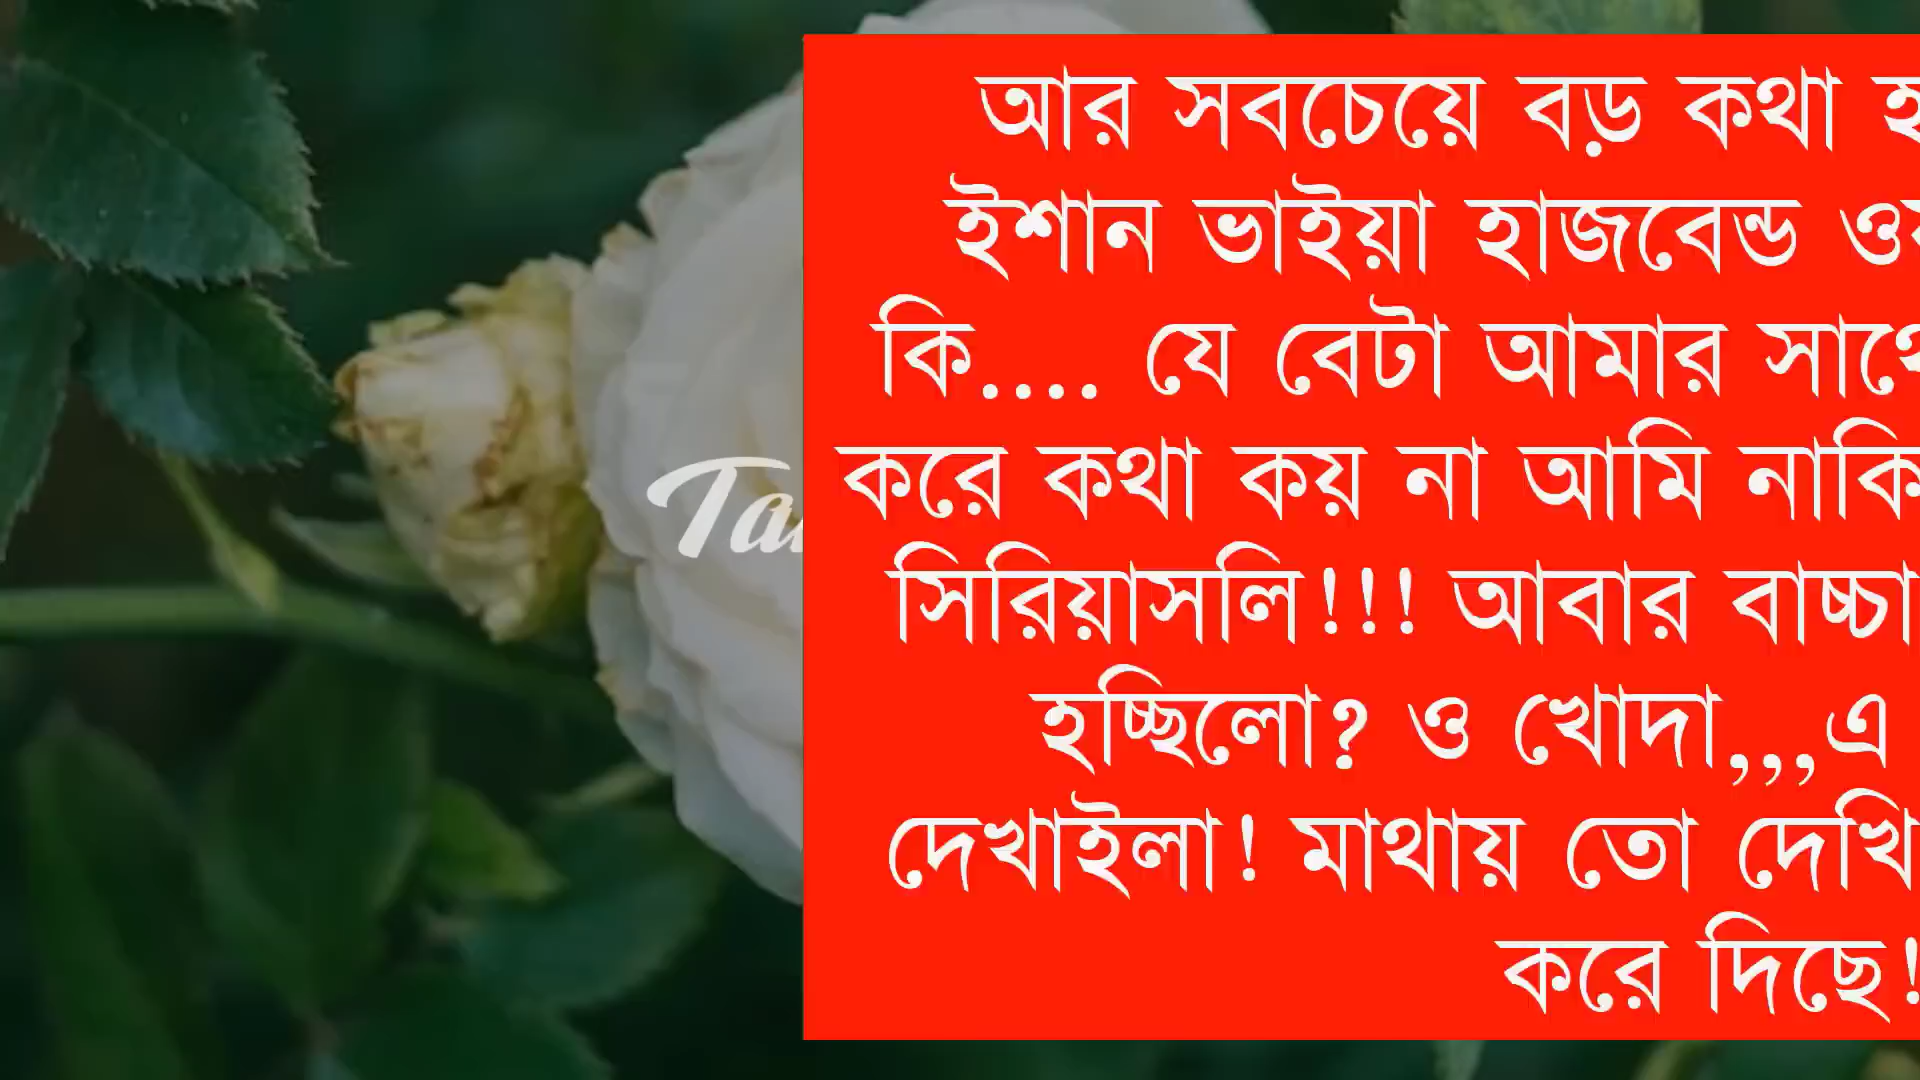 আর সবচেয়ে বড় কথা
ইশান ভাইয়া হাজবেন্ড
কি.... যে বেটা আমার সাথে
করে কথা কয় না আমি নাকি
সিরিয়াসলি!!! আবার বাচ্চা
হচ্ছিলো? ও খোদা,,,এ
দেখাইলা! মাথায় তো দেখি
করে দিছে!